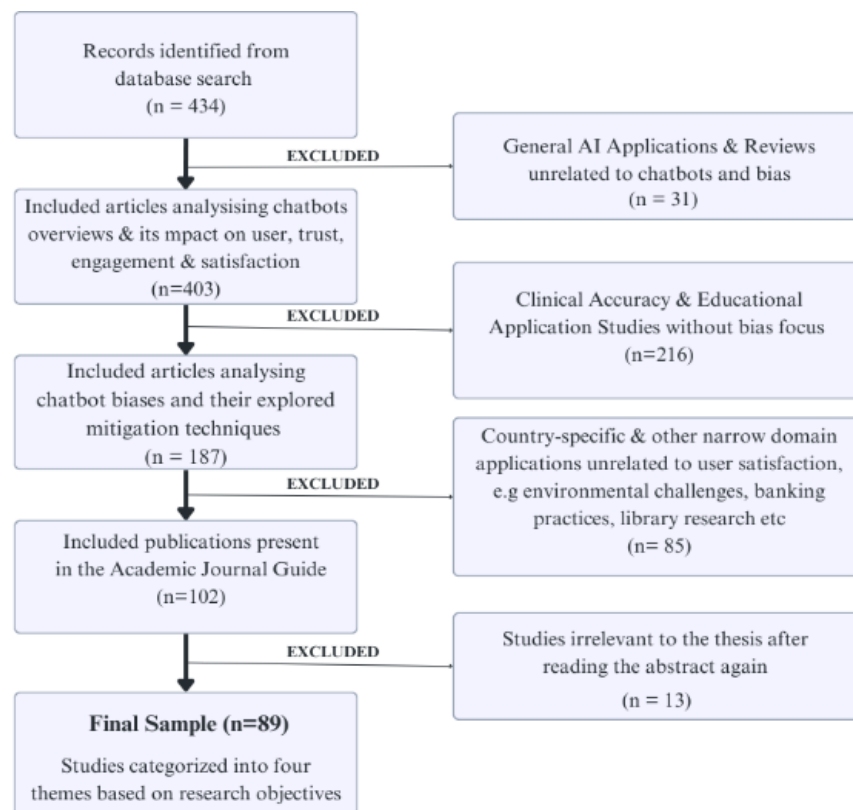 Records identified from
database search
(n = 434)
EXCLUDED
General AI Applications & Reviews
unrelated to chatbots and bias
(n = 31)
Included articles analysising chatbots
overviews & its mpact on user, trust,
engagement & satisfaction
(n=403)
EXCLUDED
Clinical Accuracy & Educational
Application Studies without bias focus
(n=216)
Included articles analysing
chatbot biases and their explored
mitigation techniques
(n = 187)
EXCLUDED
Country-specific & other narrow domain
applications unrelated to user satisfaction,
e.g environmental challenges, banking
practices, library research etc
(n= 85)
Included publications present
in the Academic Journal Guide
(n=102)
EXCLUDED
Studies irrelevant to the thesis after
reading the abstract again
(n = 13)
Final Sample (n=89)
Studies categorized into four
themes based on research objectives